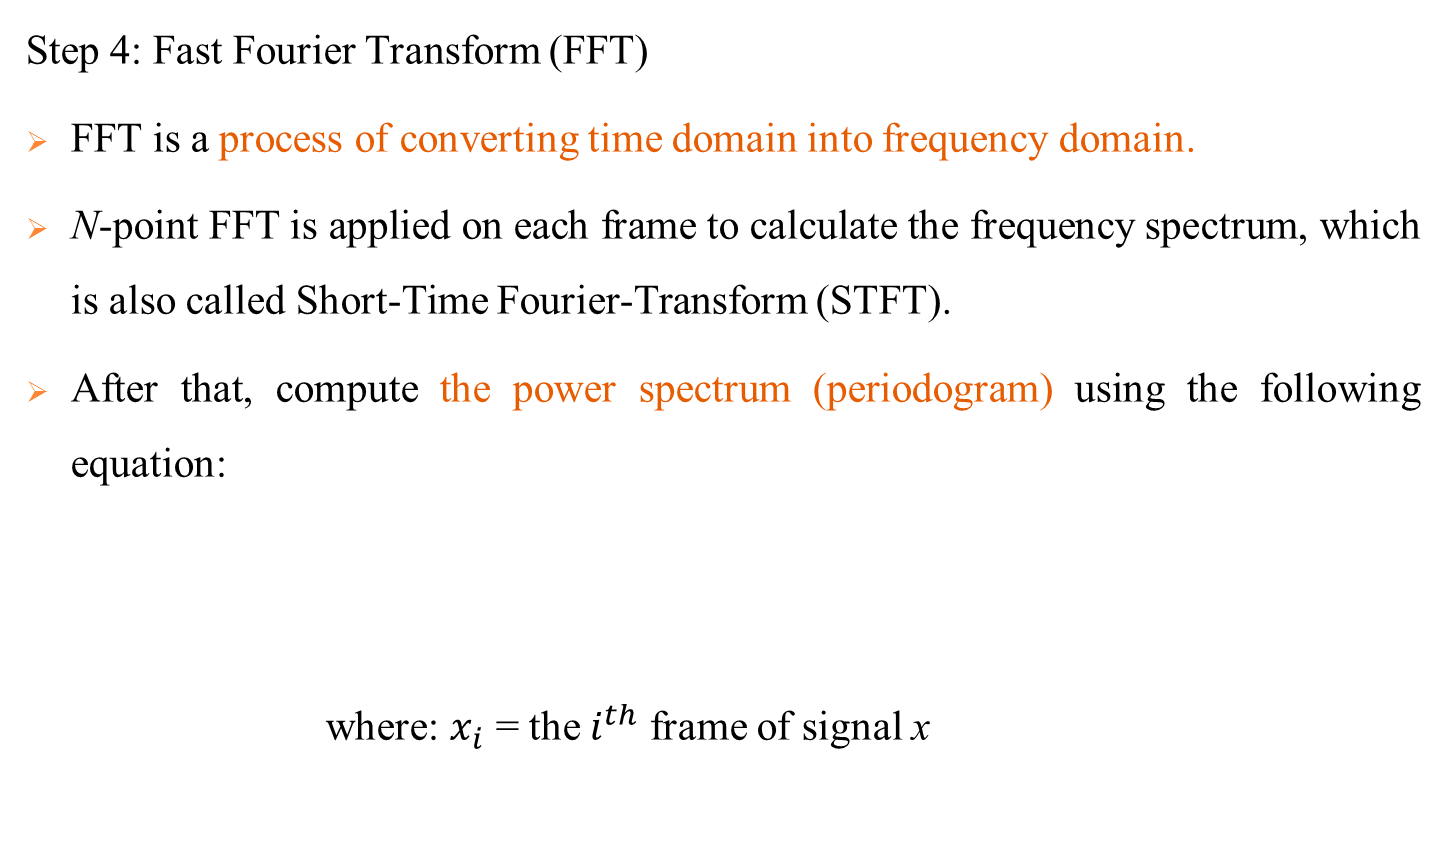 Step 4: Fast Fourier Transform (FFT)
➢ FFT is a process of converting time domain into frequency domain.
➢ N-point FFT is applied on each frame to calculate the frequency spectrum, which
is also called Short-Time Fourier-Transform (STFT).
➢ After that, compute the power spectrum (periodogram) using the following
equation:
where: xᵢ = the iᵗʰ frame of signal x